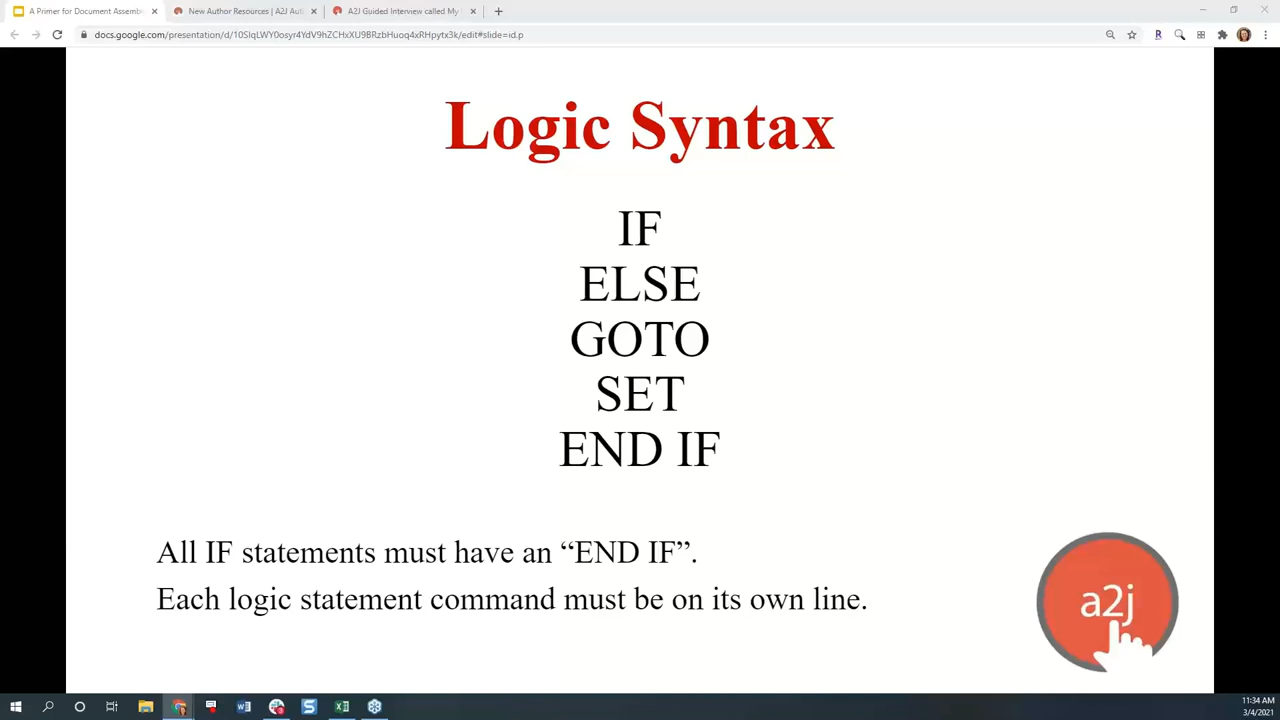 A Primer for Document Assemb
New Author Resources | A2J Aut
A2J Guided Interview called My
docs.google.com/presentation/d/10SIqLWY0osyr4YdV9hZCHxXU9BRzbHuoq4xRHpytx3k/edit#slide=id.p
Logic Syntax
IF
ELSE
GOTO
SET
END IF
All IF statements must have an “END IF”.
Each logic statement command must be on its own line.
a2j
11:34 AM
3/4/2021